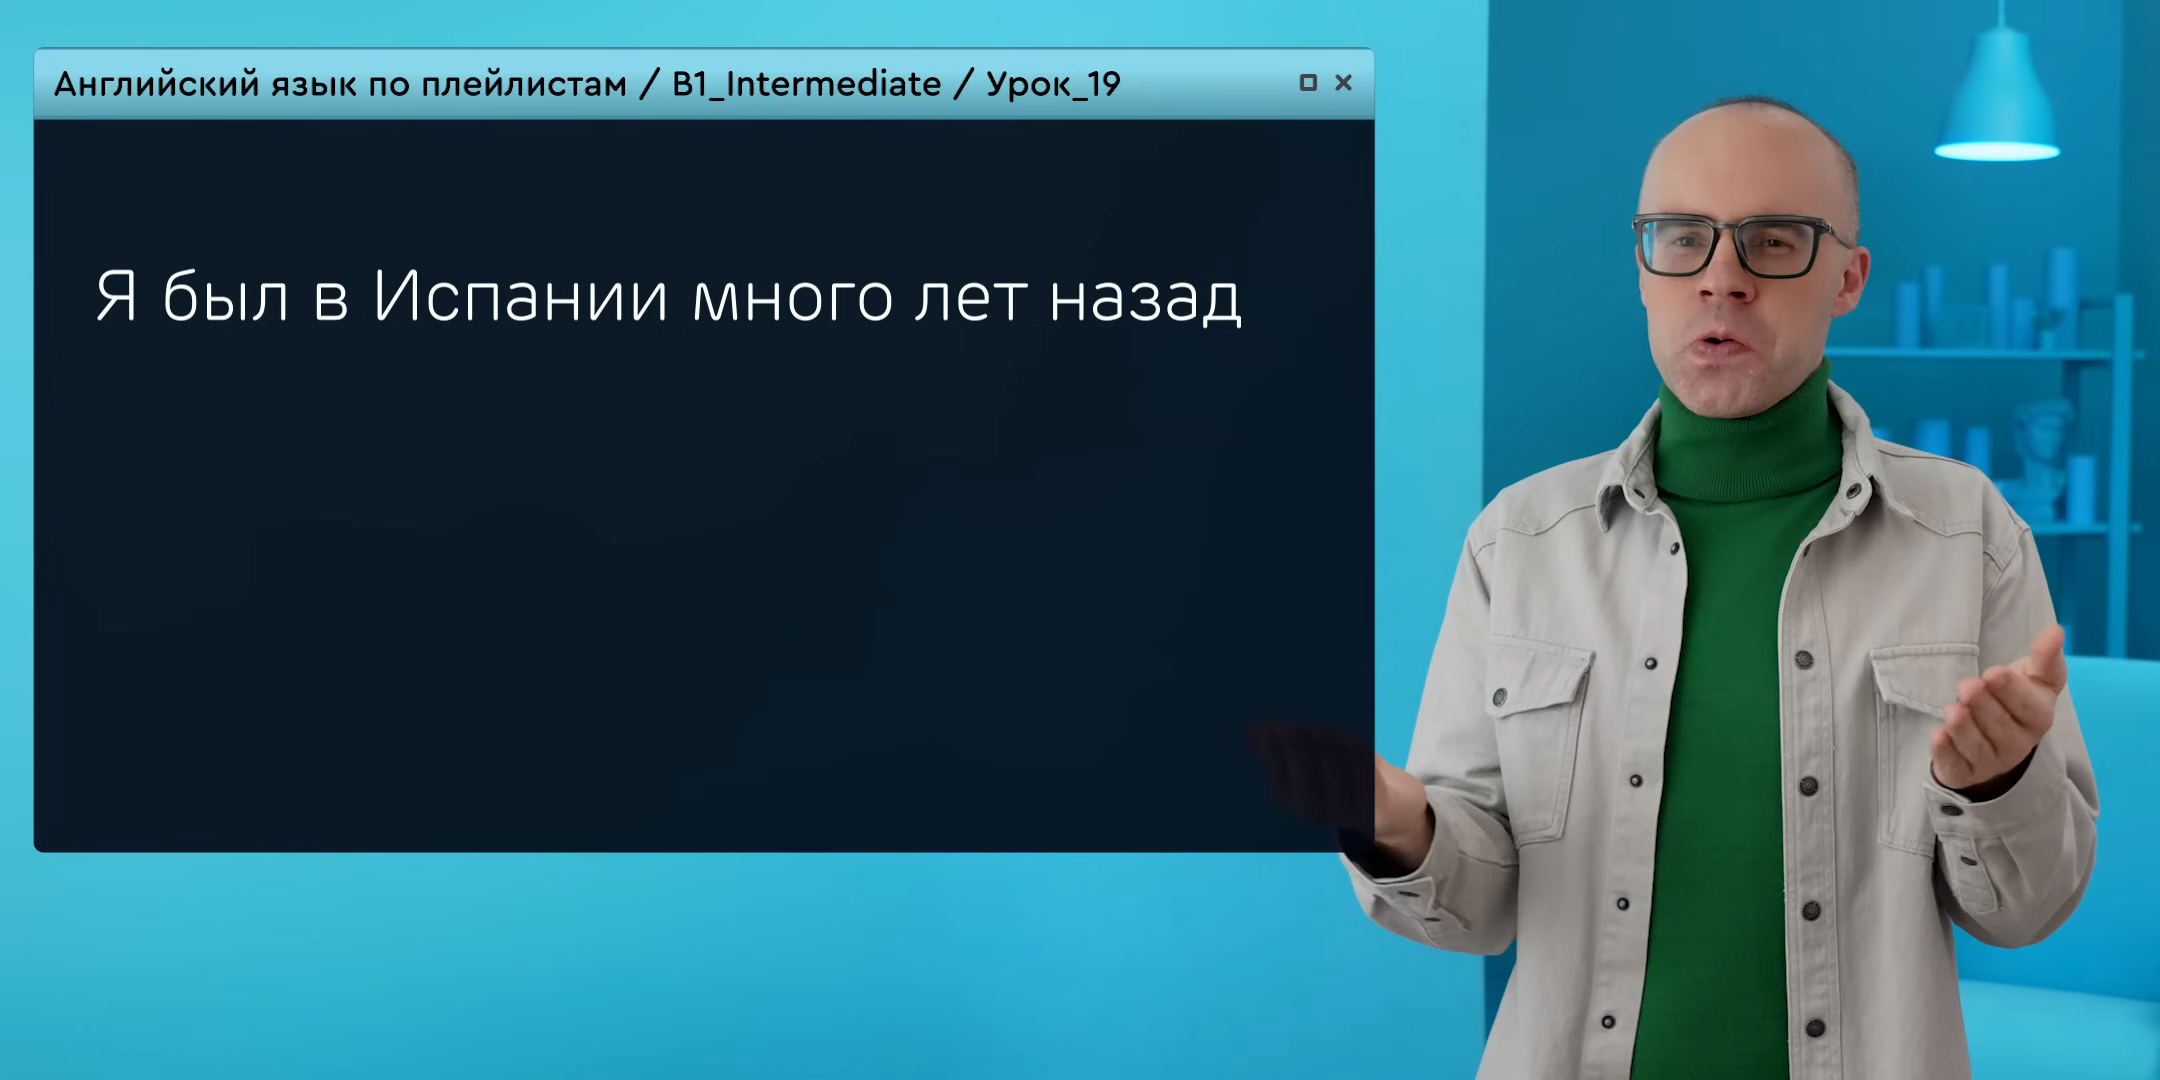 Английский язык по плейлистам / B1_Intermediate / Урок_19
Я был в Испании много лет назад